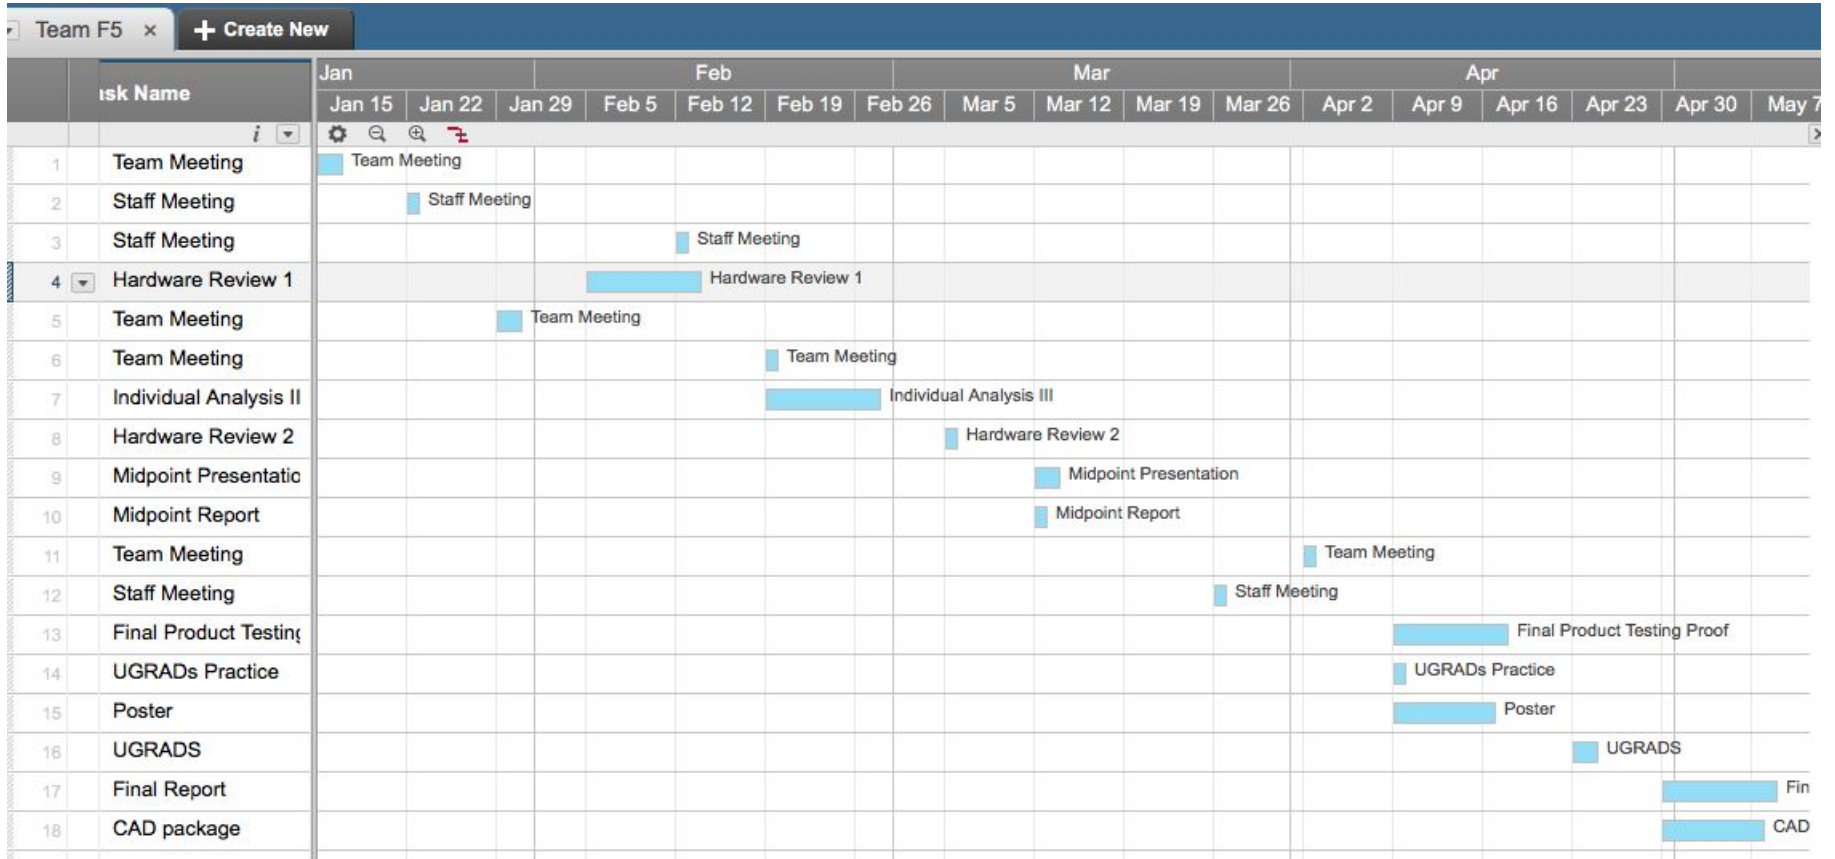 Team F5 × + Create New
ısk Name
Jan Feb Mar Apr
Jan 15 Jan 22 Jan 29 Feb 5 Feb 12 Feb 19 Feb 26 Mar 5 Mar 12 Mar 19 Mar 26 Apr 2 Apr 9 Apr 16 Apr 23 Apr 30 May 7
i
1 Team Meeting Team Meeting
2 Staff Meeting Staff Meeting
3 Staff Meeting Staff Meeting
4 Hardware Review 1 Hardware Review 1
5 Team Meeting Team Meeting
6 Team Meeting Team Meeting
7 Individual Analysis II Individual Analysis III
8 Hardware Review 2 Hardware Review 2
9 Midpoint Presentatic Midpoint Presentation
10 Midpoint Report Midpoint Report
11 Team Meeting Team Meeting
12 Staff Meeting Staff Meeting
13 Final Product Testing Final Product Testing Proof
14 UGRADs Practice UGRADs Practice
15 Poster Poster
16 UGRADS UGRADS
17 Final Report Fin
18 CAD package CAD